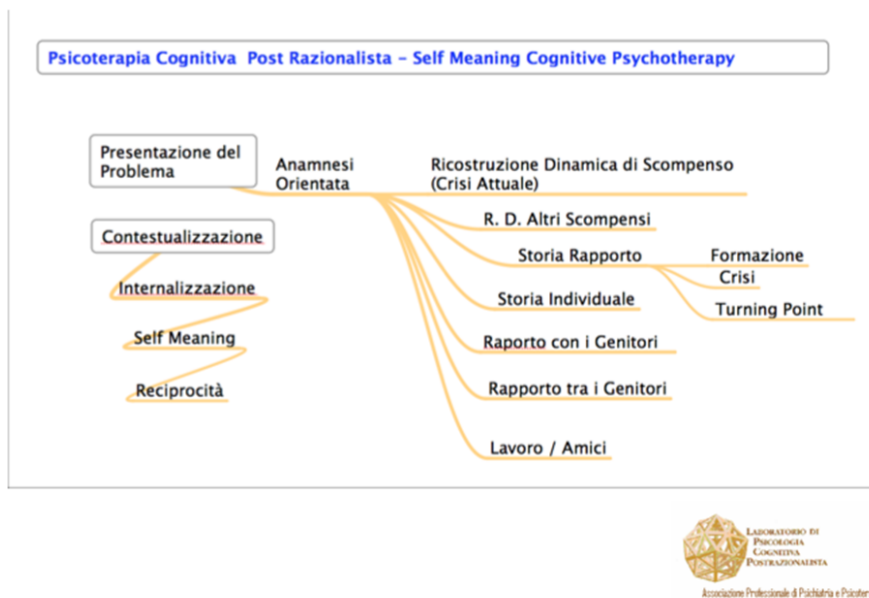 Psicoterapia Cognitiva Post Razionalista – Self Meaning Cognitive Psychotherapy
Presentazione del
Problema
Anamnesi
Orientata
Ricostruzione Dinamica di Scompenso
(Crisi Attuale)
R. D. Altri Scompensi
Storia Rapporto
Formazione
Crisi
Turning Point
Storia Individuale
Raporto con i Genitori
Rapporto tra i Genitori
Lavoro / Amici
Contestualizzazione
Internalizzazione
Self Meaning
Reciprocità
Laboratorio di
Psicologia
Cognitiva
Postrazionalista
Associazione Professionale di Psichiatria e Psicoter